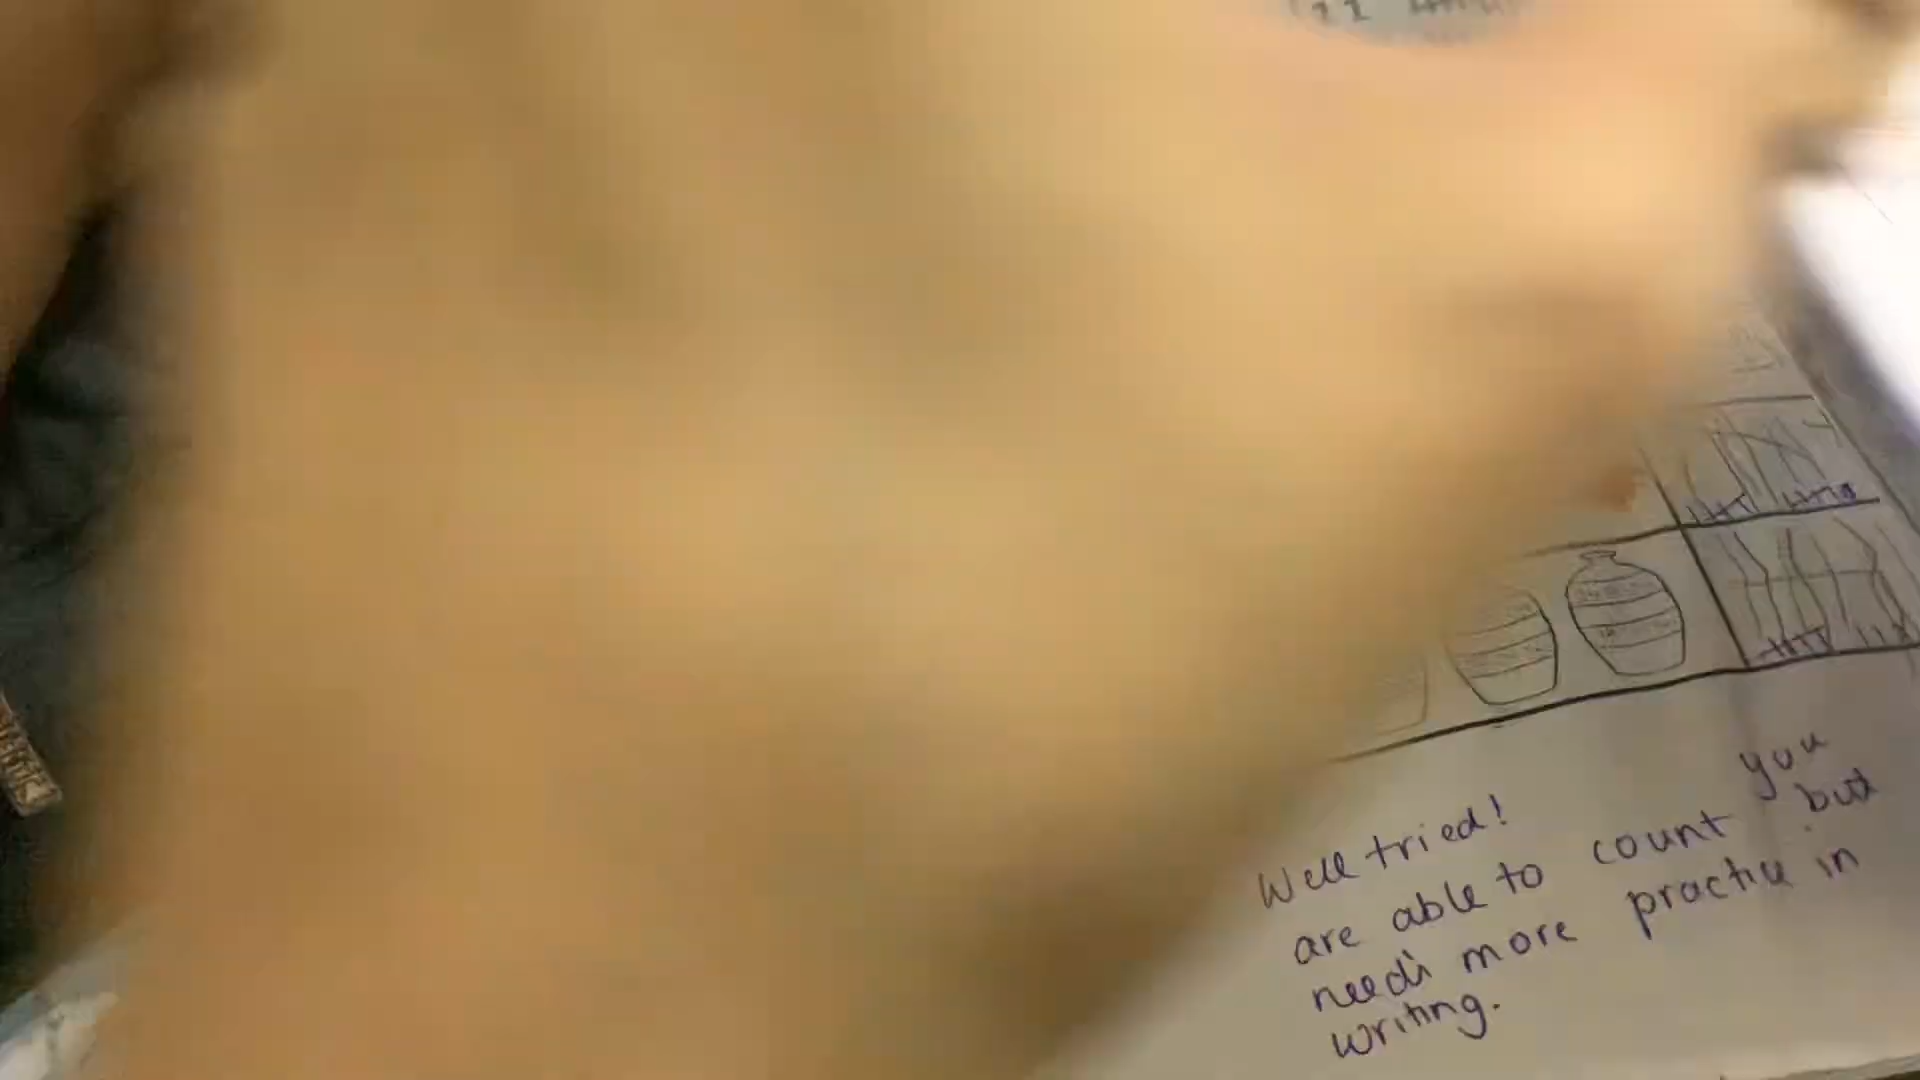 Well tried! you
are able to count but
needs more practice in
writing.